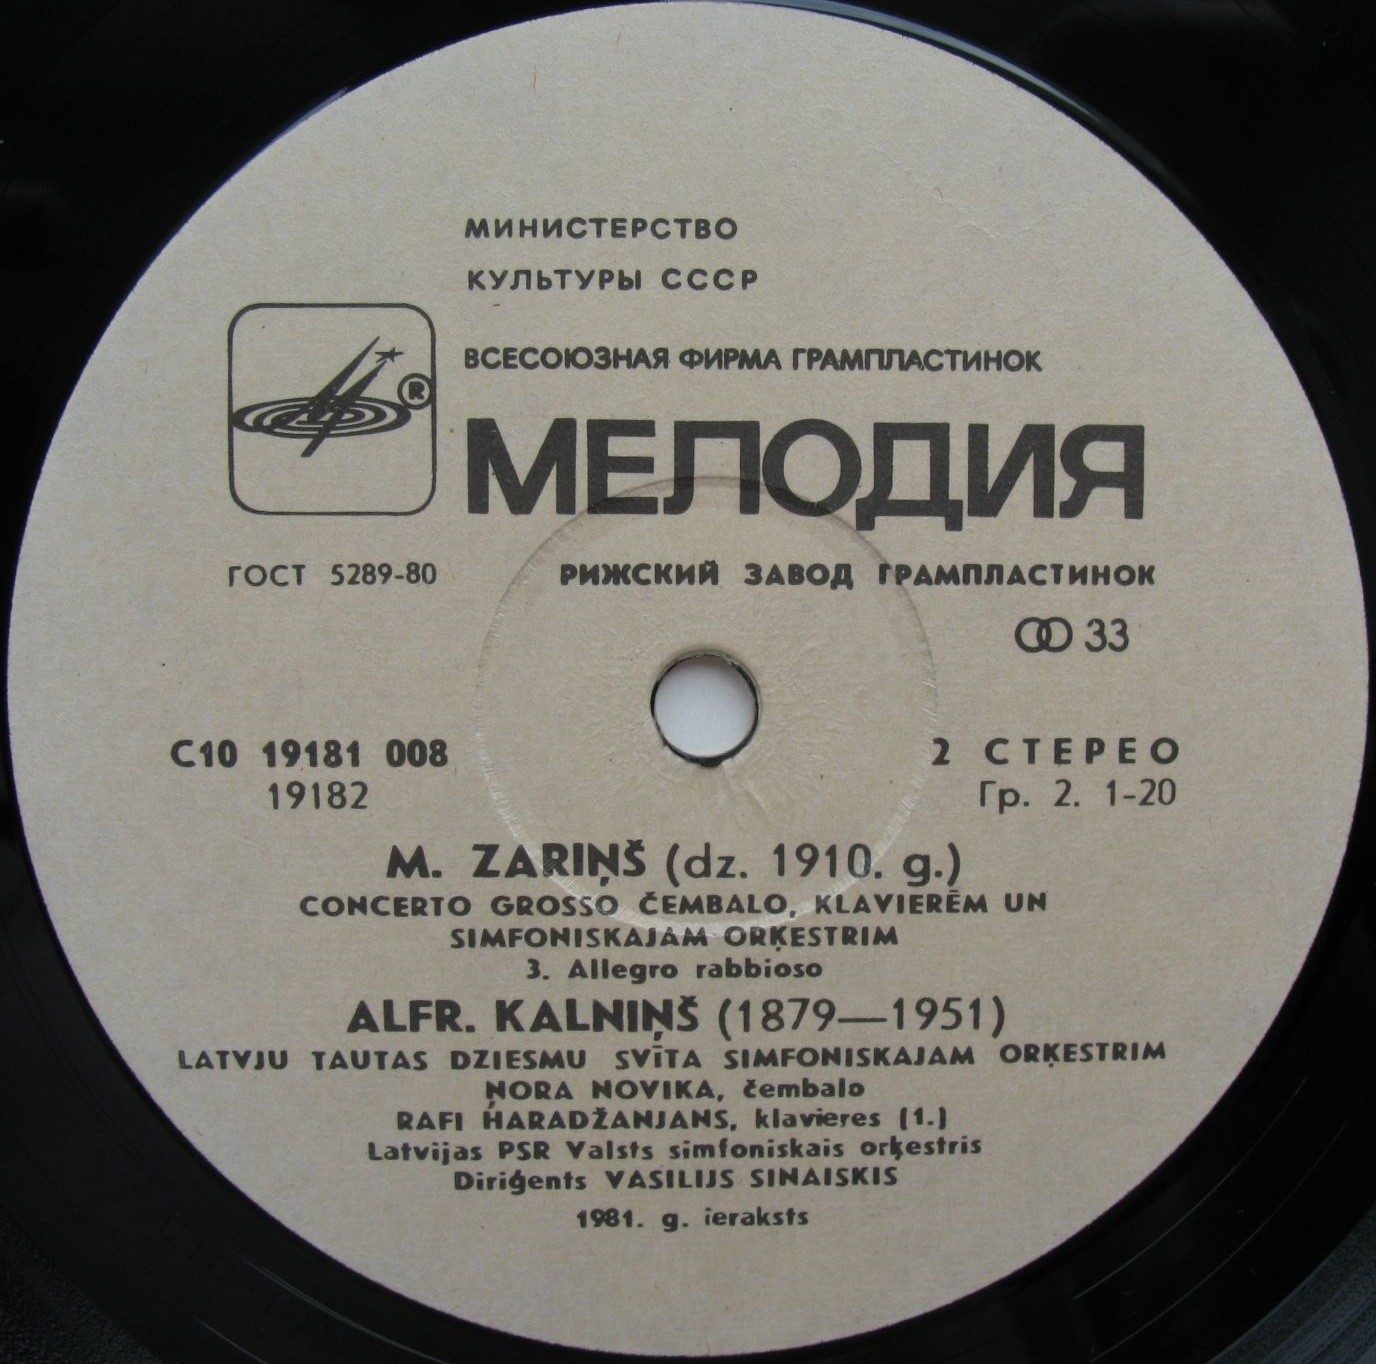 МИНИСТЕРСТВО
КУЛЬТУРЫ СССР
ВСЕСОЮЗНАЯ ФИРМА ГРАМПЛАСТИНОК
®
МЕЛОДИЯ
ГОСТ 5289-80 РИЖСКИЙ ЗАВОД ГРАМПЛАСТИНОК
33
С10 19181 008 2 СТЕРЕО
19182 Гр. 2. 1-20
M. ZARIŅŠ (dz. 1910. g.)
CONCERTO GROSSO ČEMBALO, KLAVIERĒM UN
SIMFONISKAJAM ORĶESTRIM
3. Allegro rabbioso
ALFR. KALNIŅŠ (1879—1951)
LATVJU TAUTAS DZIESMU SVĪTA SIMFONISKAJAM ORĶESTRIM
ŅORA NOVIKA, čembalo
RAFI HARADŽANJANS, klavieres (1.)
Latvijas PSR Valsts simfoniskais orķestris
Diriģents VASILIJS SINAISKIS
1981. g. ieraksts